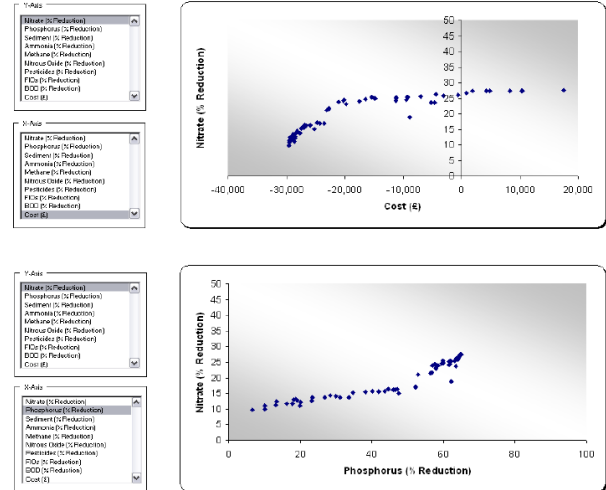 Y-Axis
Nitrate (% Reduction)
Phosphorus (% Reduction)
Sediment (% Reduction)
Ammonia (% Reduction)
Methane (% Reduction)
Nitrous Oxide (% Reduction)
Pesticides (% Reduction)
FIOs (% Reduction)
BOD (% Reduction)
Cost (£)
X-Axis
Nitrate (% Reduction)
Phosphorus (% Reduction)
Sediment (% Reduction)
Ammonia (% Reduction)
Methane (% Reduction)
Nitrous Oxide (% Reduction)
Pesticides (% Reduction)
FIOs (% Reduction)
BOD (% Reduction)
Cost (£)
Nitrate (% Reduction)
50
45
40
35
30
25
20
15
10
5
0
-40,000 -30,000 -20,000 -10,000 0 10,000 20,000
Cost (£)
Y-Axis
Nitrate (% Reduction)
Phosphorus (% Reduction)
Sediment (% Reduction)
Ammonia (% Reduction)
Methane (% Reduction)
Nitrous Oxide (% Reduction)
Pesticides (% Reduction)
FIOs (% Reduction)
BOD (% Reduction)
Cost (£)
X-Axis
Nitrate (% Reduction)
Phosphorus (% Reduction)
Sediment (% Reduction)
Ammonia (% Reduction)
Methane (% Reduction)
Nitrous Oxide (% Reduction)
Pesticides (% Reduction)
FIOs (% Reduction)
BOD (% Reduction)
Cost (£)
Nitrate (% Reduction)
50
45
40
35
30
25
20
15
10
5
0
0 20 40 60 80 100
Phosphorus (% Reduction)